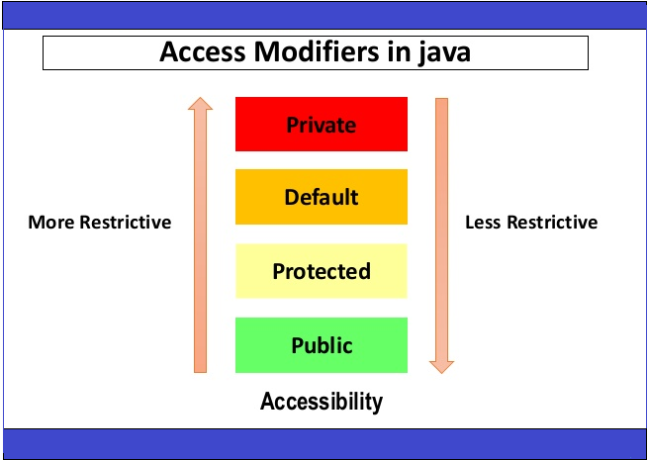 Access Modifiers in java
Private
Default
More Restrictive
Less Restrictive
Protected
Public
Accessibility